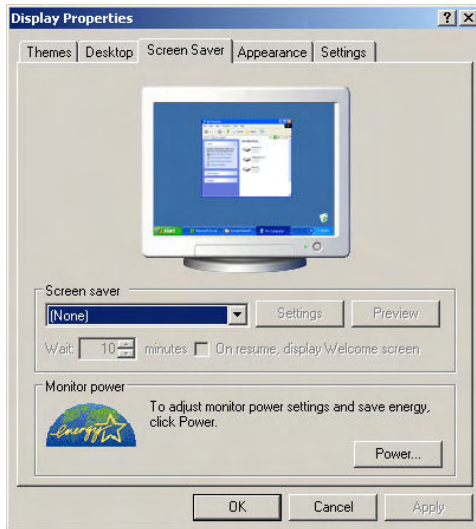 Display Properties
Themes Desktop Screen Saver Appearance Settings
start
Screen saver
(None) Settings Preview
Wait: 10 minutes On resume, display Welcome screen
Monitor power
To adjust monitor power settings and save energy,
click Power.
energy
Power...
OK Cancel Apply